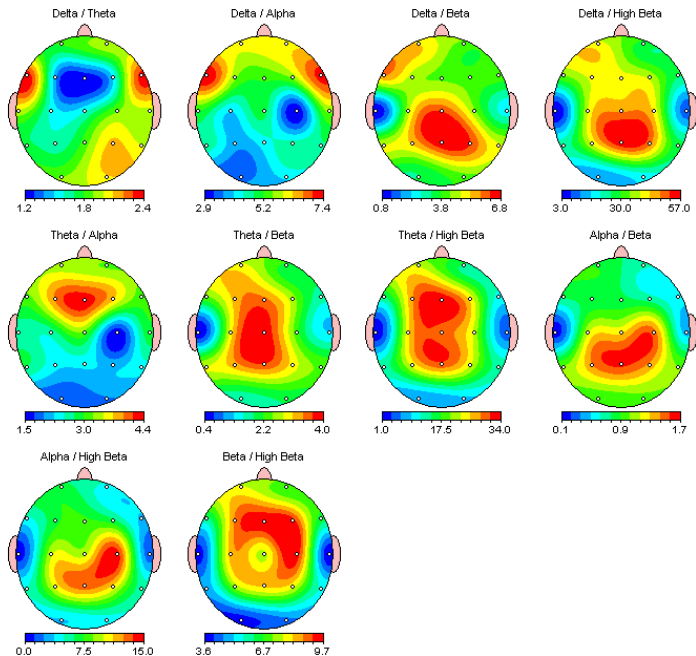 Delta / Theta
Delta / Alpha
Delta / Beta
Delta / High Beta
1.2 1.8 2.4
2.9 5.2 7.4
0.8 3.8 6.8
3.0 30.0 57.0
Theta / Alpha
Theta / Beta
Theta / High Beta
Alpha / Beta
1.5 3.0 4.4
0.4 2.2 4.0
1.0 17.5 34.0
0.1 0.9 1.7
Alpha / High Beta
Beta / High Beta
0.0 7.5 15.0
3.6 6.7 9.7